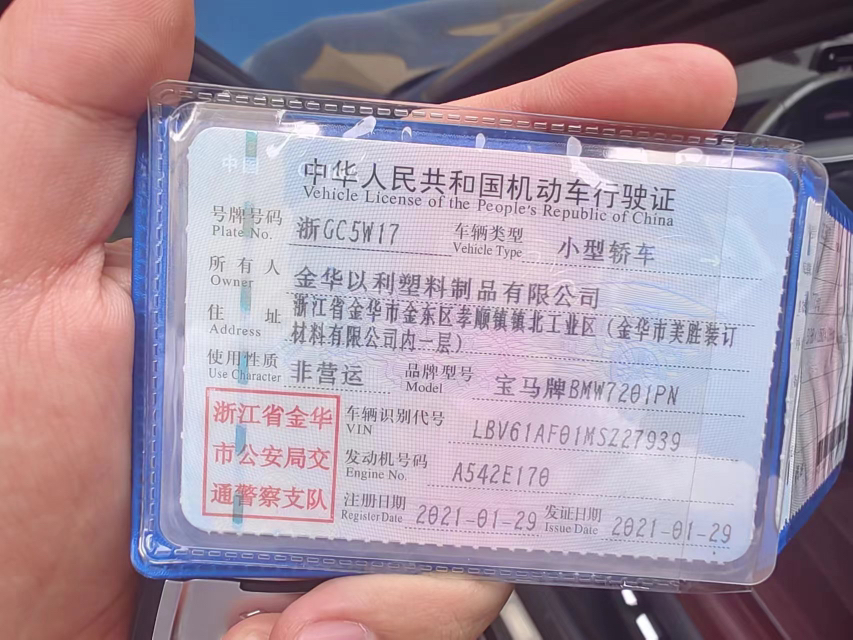 中国
中华人民共和国机动车行驶证
Vehicle License of the People's Republic of China
号牌号码 浙GC5W17 车辆类型 小型轿车
Plate No. Vehicle Type
所有人 金华以利塑料制品有限公司
Owner
住址 浙江省金华市金东区孝顺镇镇北工业区（金华市美胜装订
Address 材料有限公司内一层）
使用性质 非营运 品牌型号 宝马牌BMW7201PN
Use Character Model
浙江省金华
市公安局交
通警察支队
车辆识别代号 LBV61AF01MSZ27939
VIN
发动机号码 A542E170
Engine No.
注册日期 2021-01-29 发证日期 2021-01-29
Register Date Issue Date